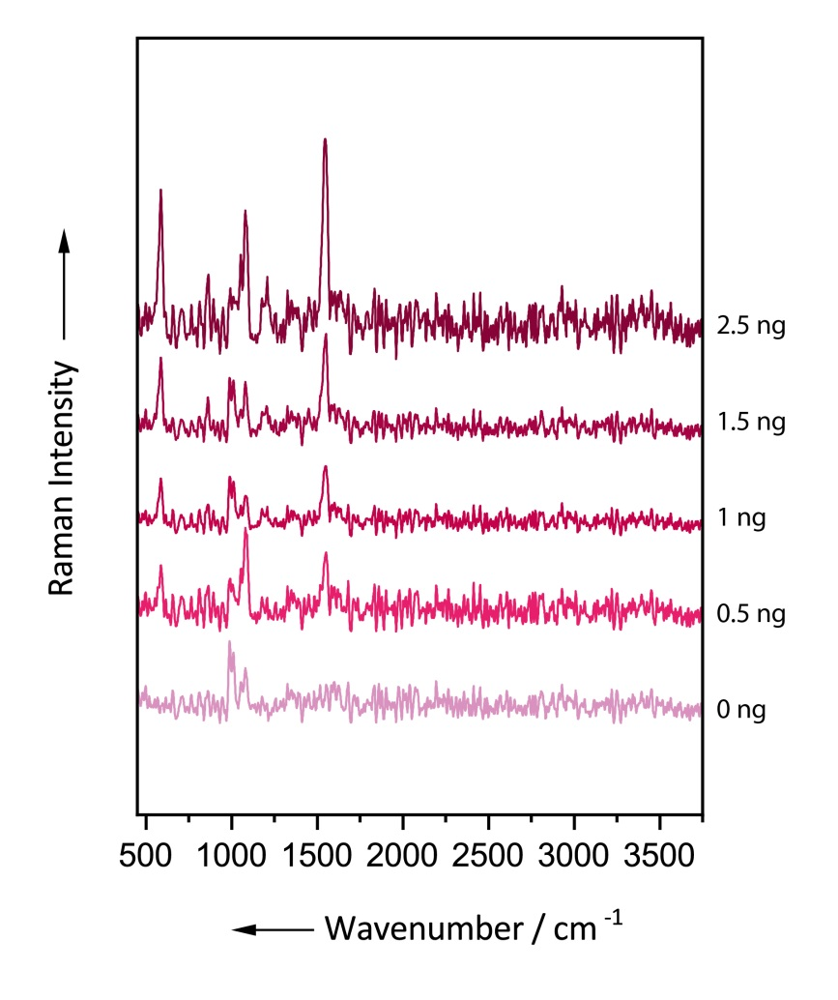 Raman Intensity
2.5 ng
1.5 ng
1 ng
0.5 ng
0 ng
500 1000 1500 2000 2500 3000 3500
Wavenumber / cm -1